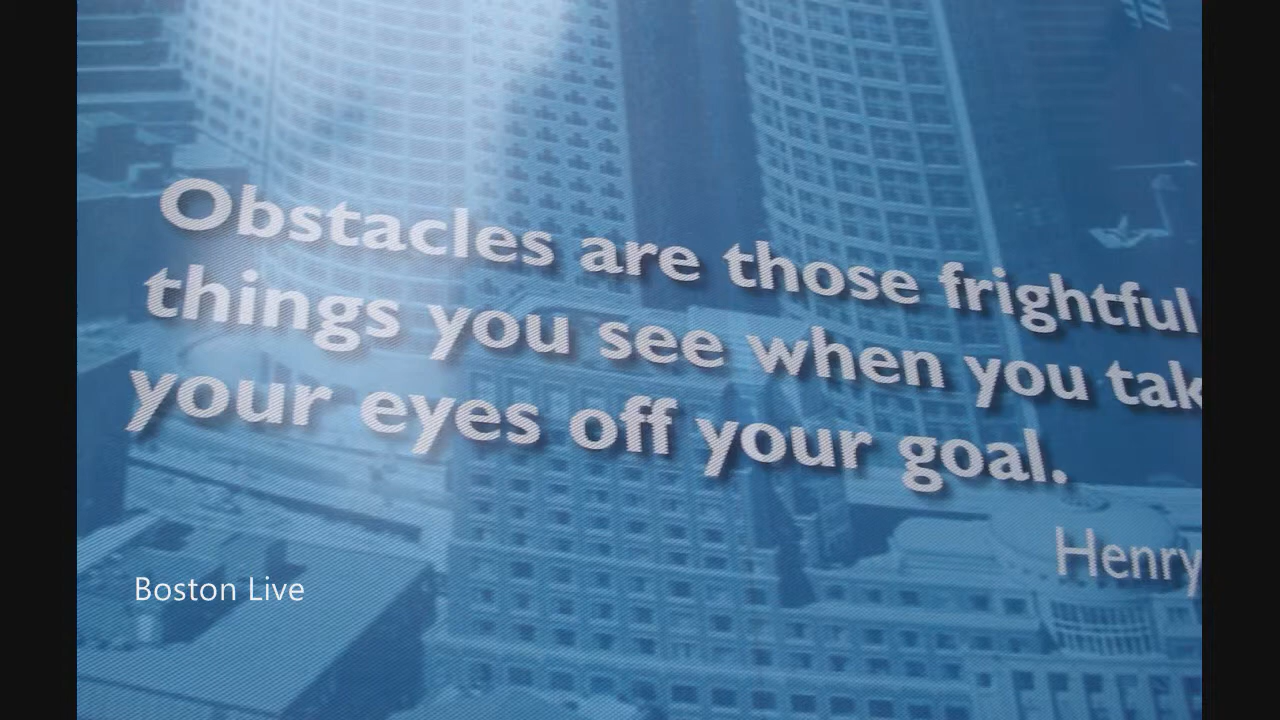 Obstacles are those frightful
things you see when you tak
your eyes off your goal.
Henry
Boston Live